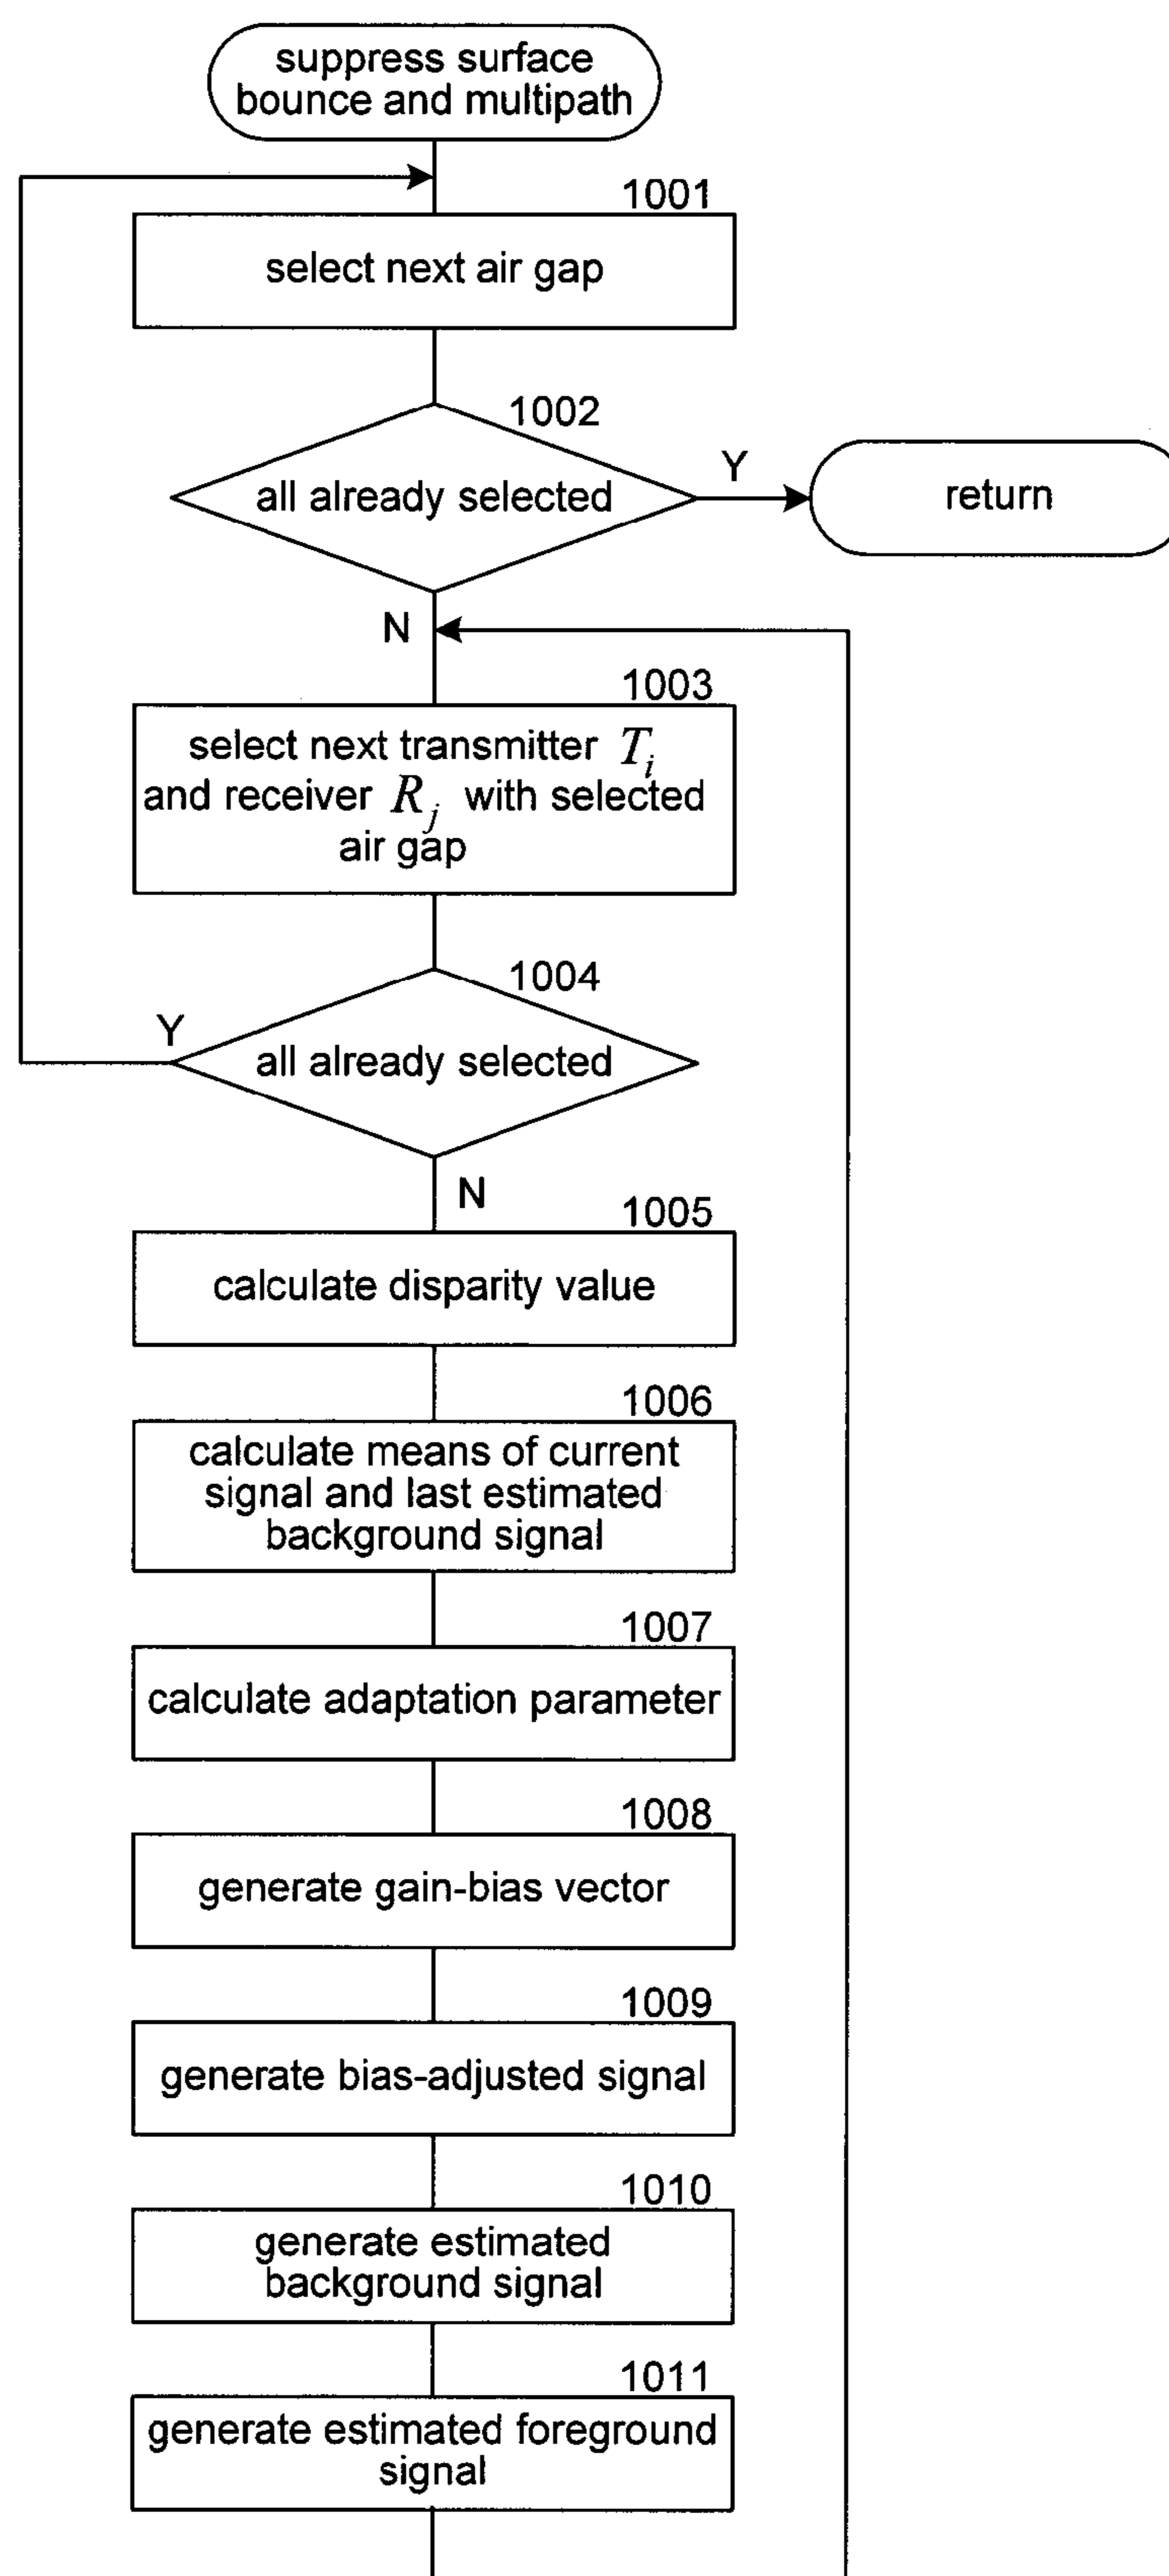 suppress surface
bounce and multipath
1001
select next air gap
1002
all already selected
Y
return
N
1003
select next transmitter T_i
and receiver R_j with selected
air gap
1004
Y
all already selected
N
1005
calculate disparity value
1006
calculate means of current
signal and last estimated
background signal
1007
calculate adaptation parameter
1008
generate gain-bias vector
1009
generate bias-adjusted signal
1010
generate estimated
background signal
1011
generate estimated foreground
signal